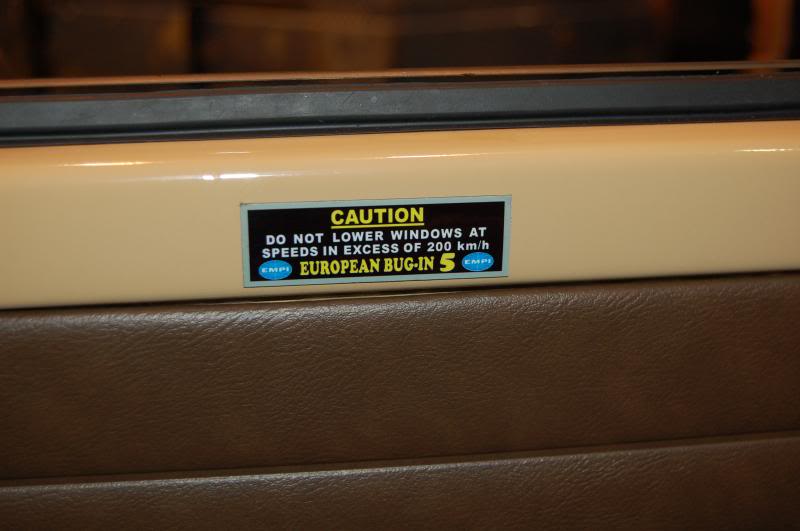 CAUTION
DO NOT LOWER WINDOWS AT
SPEEDS IN EXCESS OF 200 km/h
EMPI EUROPEAN BUG-IN 5 EMPI